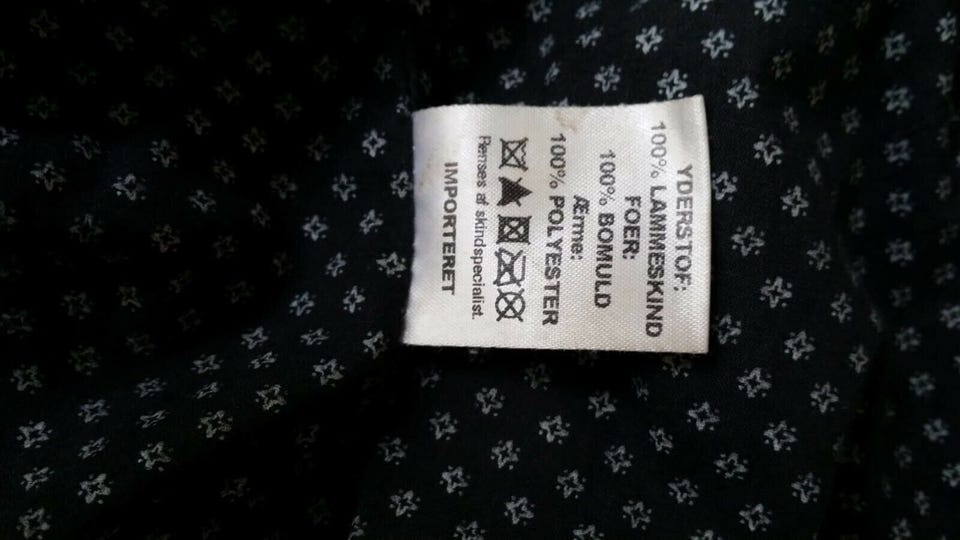 YDERSTOF:
100% LAMMESKIND
FOER:
100% BOMULD
Ærme:
100% POLYESTER
Renses af skindspecialist.
IMPORTERET